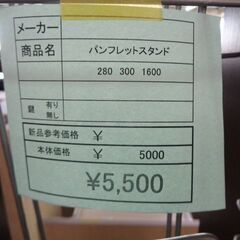 メーカー
商品名 パンフレットスタンド
280 300 1600
鍵 有り 無し
新品参考価格 ¥
本体価格 ¥ 5000
¥5,500